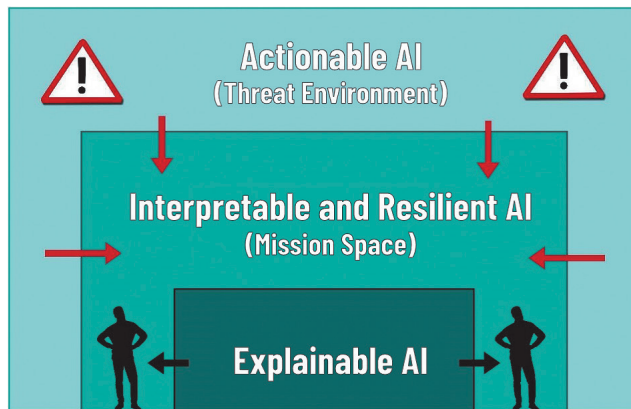 Actionable AI
(Threat Environment)
Interpretable and Resilient AI
(Mission Space)
Explainable AI